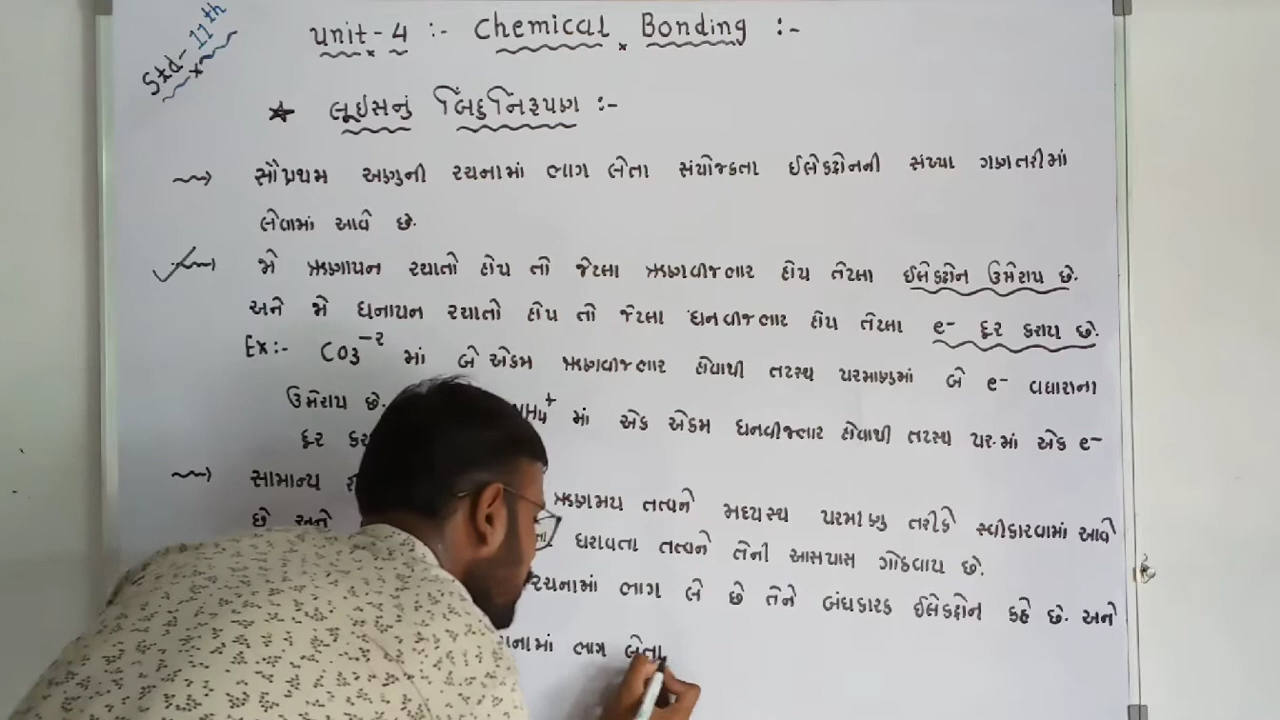 Std- 11th
Unit-4 :- Chemical Bonding :-
લૂઇસનું બિંદુનિરૂપણ :-
સૌપ્રથમ અણુની રચનામાં ભાગ લેતા સંયોજકતા ઈલેક્ટ્રોનની સંખ્યા ગણતરીમાં
લેવામાં આવે છે.
જો ઋણાયન રચાતો હોય તો જેટલા ઋણવીજભાર હોય તેટલા ઈલેક્ટ્રોન ઉમેરાય છે.
અને જો ધનાયન રચાતો હોય તો જેટલા ધનવીજભાર હોય તેટલા e- દૂર કરાય છે.
Ex:- CO3-2 માં બે એકમ ઋણવીજભાર હોવાથી તટસ્થ પરમાણુમાં બે e- વધારાના
ઉમેરાય છે. NH4+ માં એક એકમ ધનવીજભાર હોવાથી તટસ્થ પર.માં એક e-
દૂર
સામાન્ય ઋણમય તત્વને મધ્યસ્થ પરમાણુ તરીકે સ્વીકારવામાં આવે
છે અને ધરાવતા તત્વને તેની આસપાસ ગોઠવાય છે.
રચનામાં ભાગ લે છે તેને બંધકારક ઈલેક્ટ્રોન કહે છે. અને
ભાગ લેતા